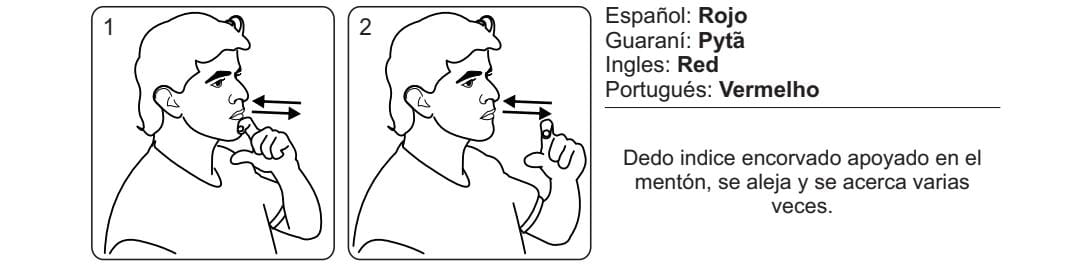 1
2
Español: Rojo
Guaraní: Pytã
Ingles: Red
Portugués: Vermelho
Dedo indice encorvado apoyado en el
mentón, se aleja y se acerca varias
veces.